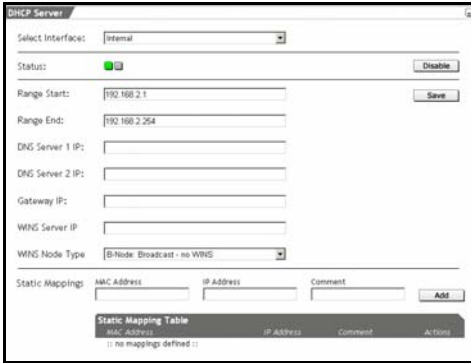 DHCP Server
Select Interface: Internal
Status: Disable
Range Start: 192.168.2.1 Save
Range End: 192.168.2.254
DNS Server 1 IP:
DNS Server 2 IP:
Gateway IP:
WINS Server IP
WINS Node Type B-Node: Broadcast - no WINS
Static Mappings MAC Address IP Address Comment
Add
Static Mapping Table
MAC Address IP Address Comment Actions
:: no mappings defined ::